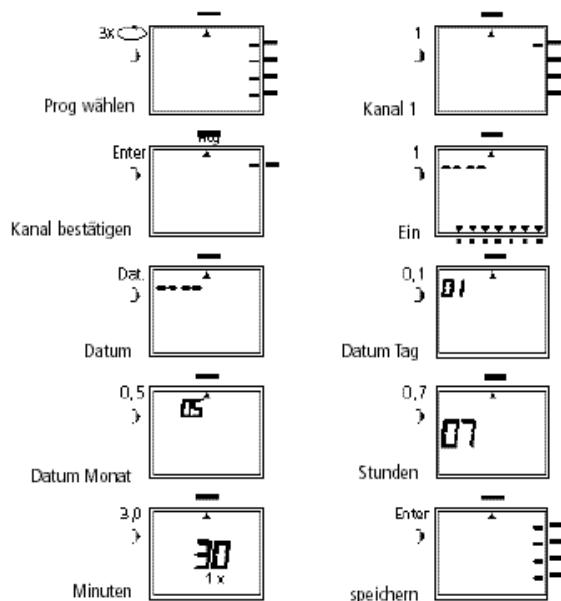 3x
Prog wählen
1
Kanal 1
Enter
Kanal bestätigen
1
Ein
Dat.
Datum
0,1
01
Datum Tag
0,5
05
Datum Monat
0,7
07
Stunden
3,0
30
1x
Minuten
Enter
speichern